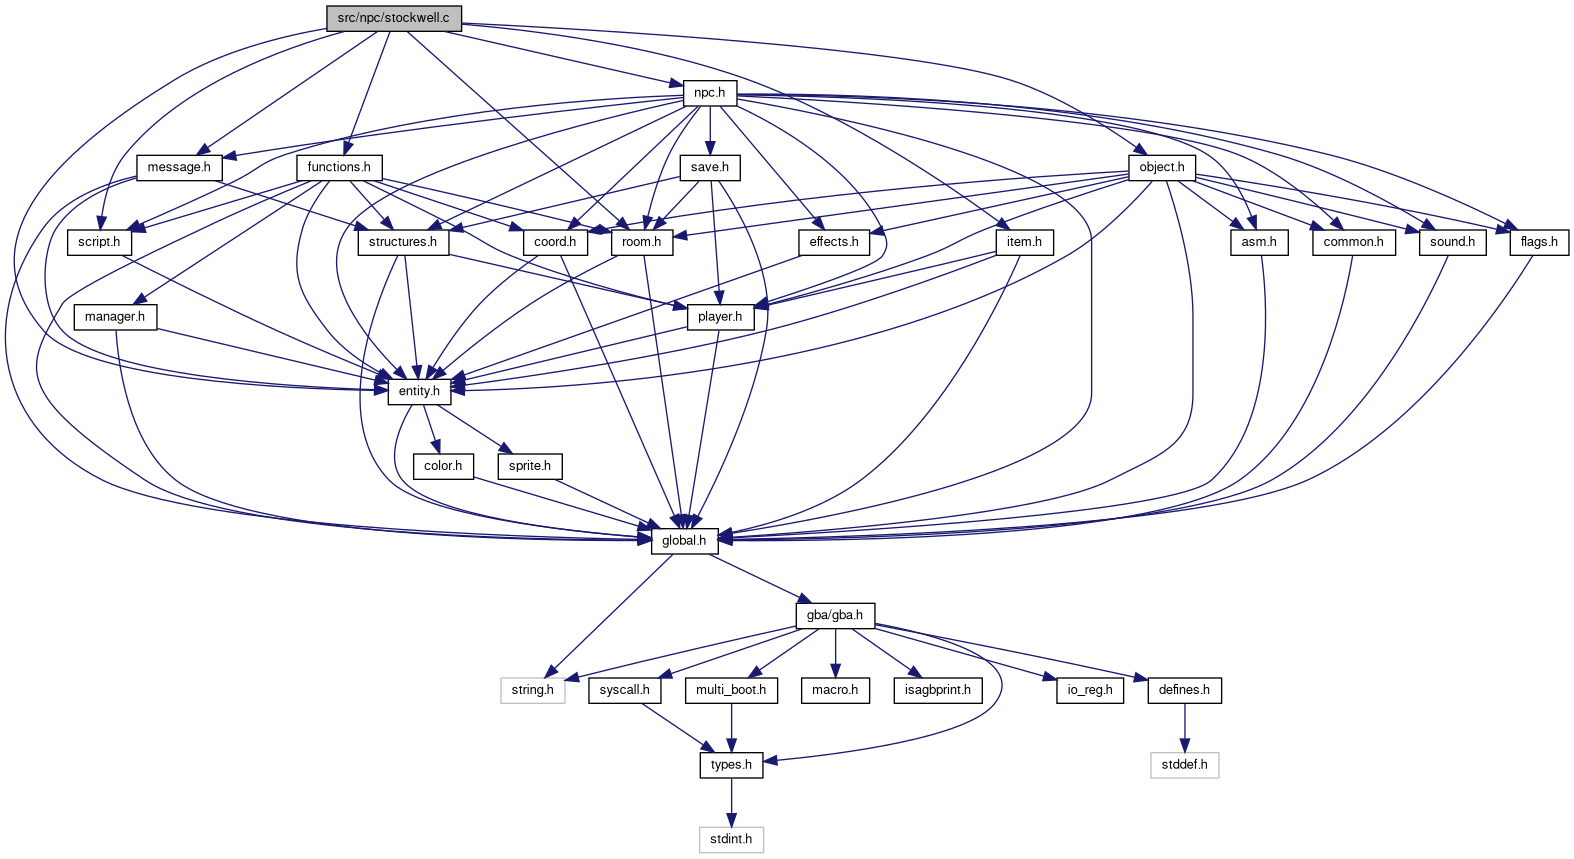 src/npc/stockwell.c
npc.h
message.h
functions.h
save.h
object.h
script.h
structures.h
coord.h
room.h
effects.h
item.h
asm.h
common.h
sound.h
flags.h
manager.h
player.h
entity.h
color.h
sprite.h
global.h
gba/gba.h
string.h
syscall.h
multi_boot.h
macro.h
isagbprint.h
io_reg.h
defines.h
types.h
stddef.h
stdint.h